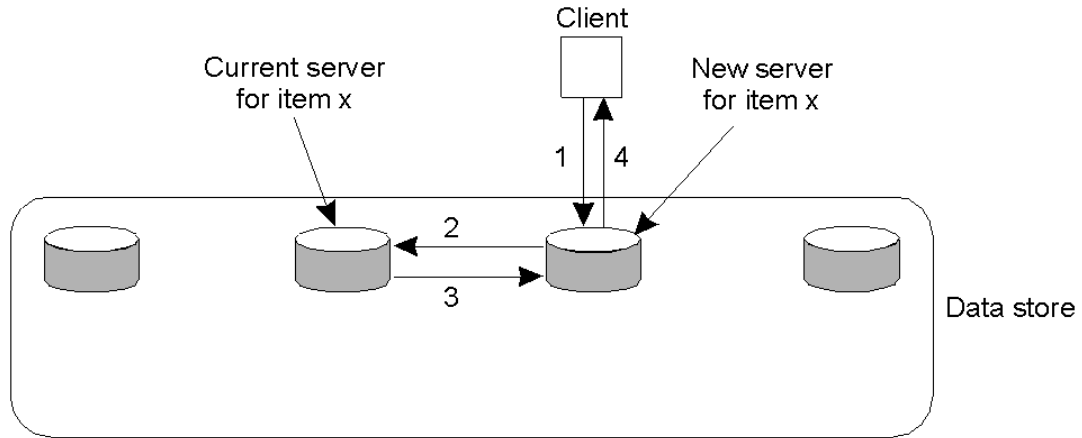 Client
Current server
for item x
New server
for item x
1
4
2
3
Data store